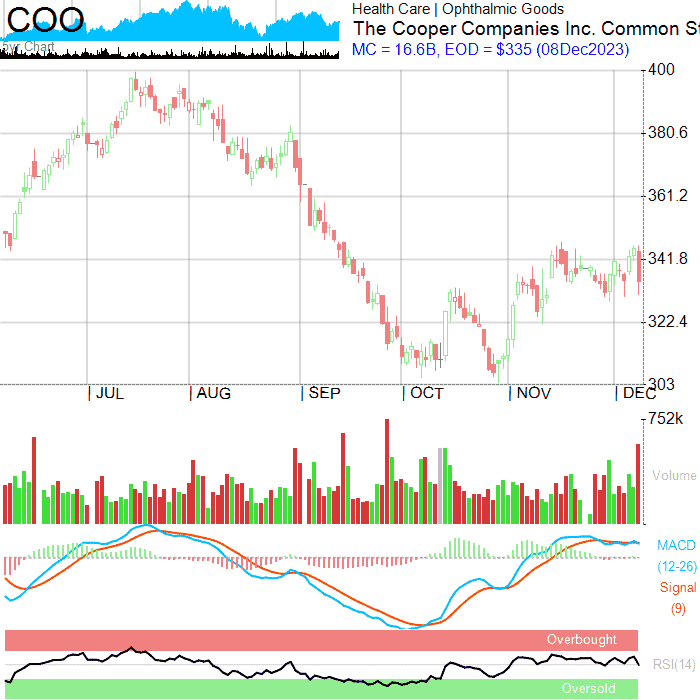 COO
5yr Chart
Health Care | Ophthalmic Goods
The Cooper Companies Inc. Common St
MC = 16.6B, EOD = $335 (08Dec2023)
400
380.6
361.2
341.8
322.4
303
| JUL | AUG | SEP | OCT | NOV | DEC
752k
Volume
MACD
(12-26)
Signal
(9)
Overbought
RSI(14)
Oversold